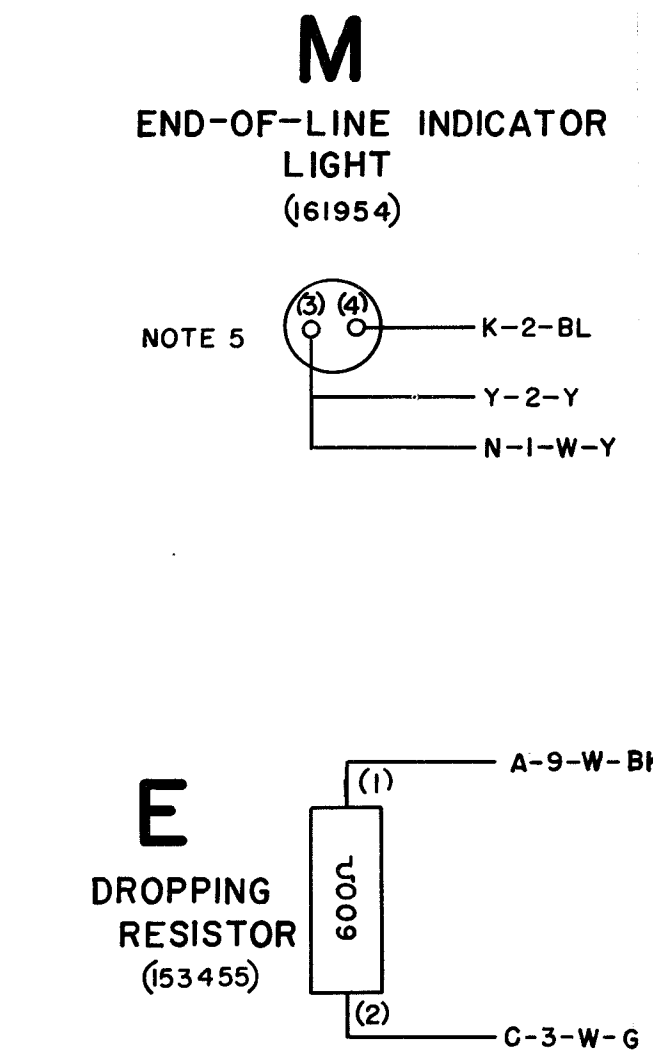 M
END-OF-LINE INDICATOR
LIGHT
(161954)
(3) (4)
NOTE 5
K-2-BL
Y-2-Y
N-1-W-Y
A-9-W-BK
(1)
E
600Ω
DROPPING
RESISTOR
(153455)
(2)
C-3-W-G